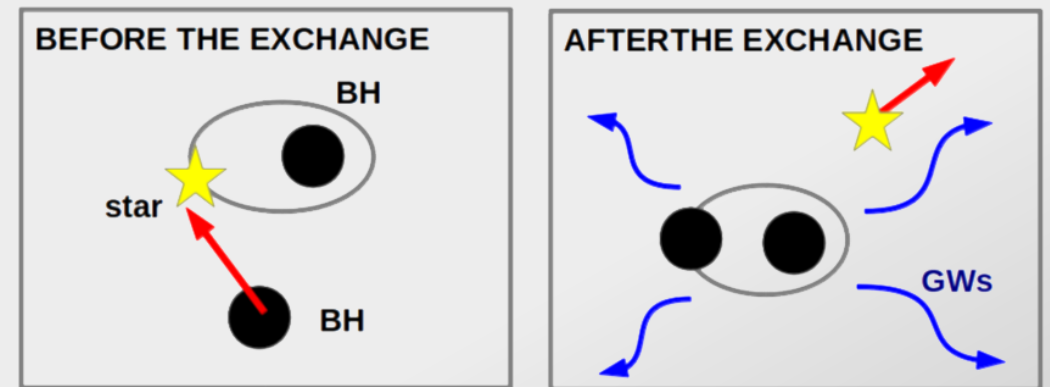 BEFORE THE EXCHANGE
BH
star
BH
AFTERTHE EXCHANGE
GWs